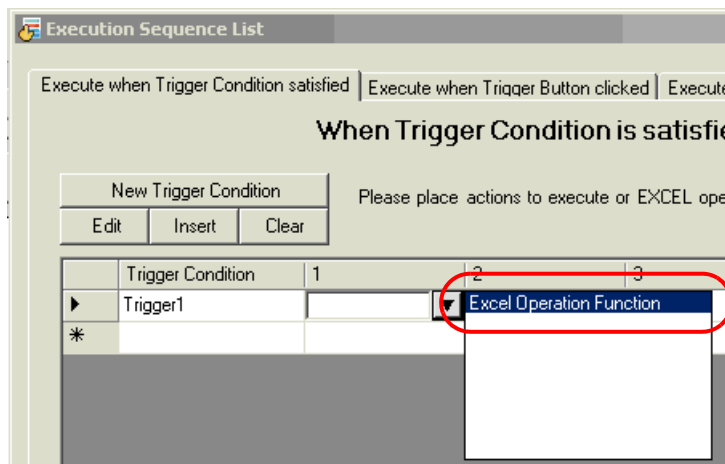 Execution Sequence List
Execute when Trigger Condition satisfied Execute when Trigger Button clicked Execute
When Trigger Condition is satisfie
New Trigger Condition
Please place actions to execute or EXCEL ope
Edit Insert Clear
Trigger Condition 1 2 3
Trigger1 Excel Operation Function